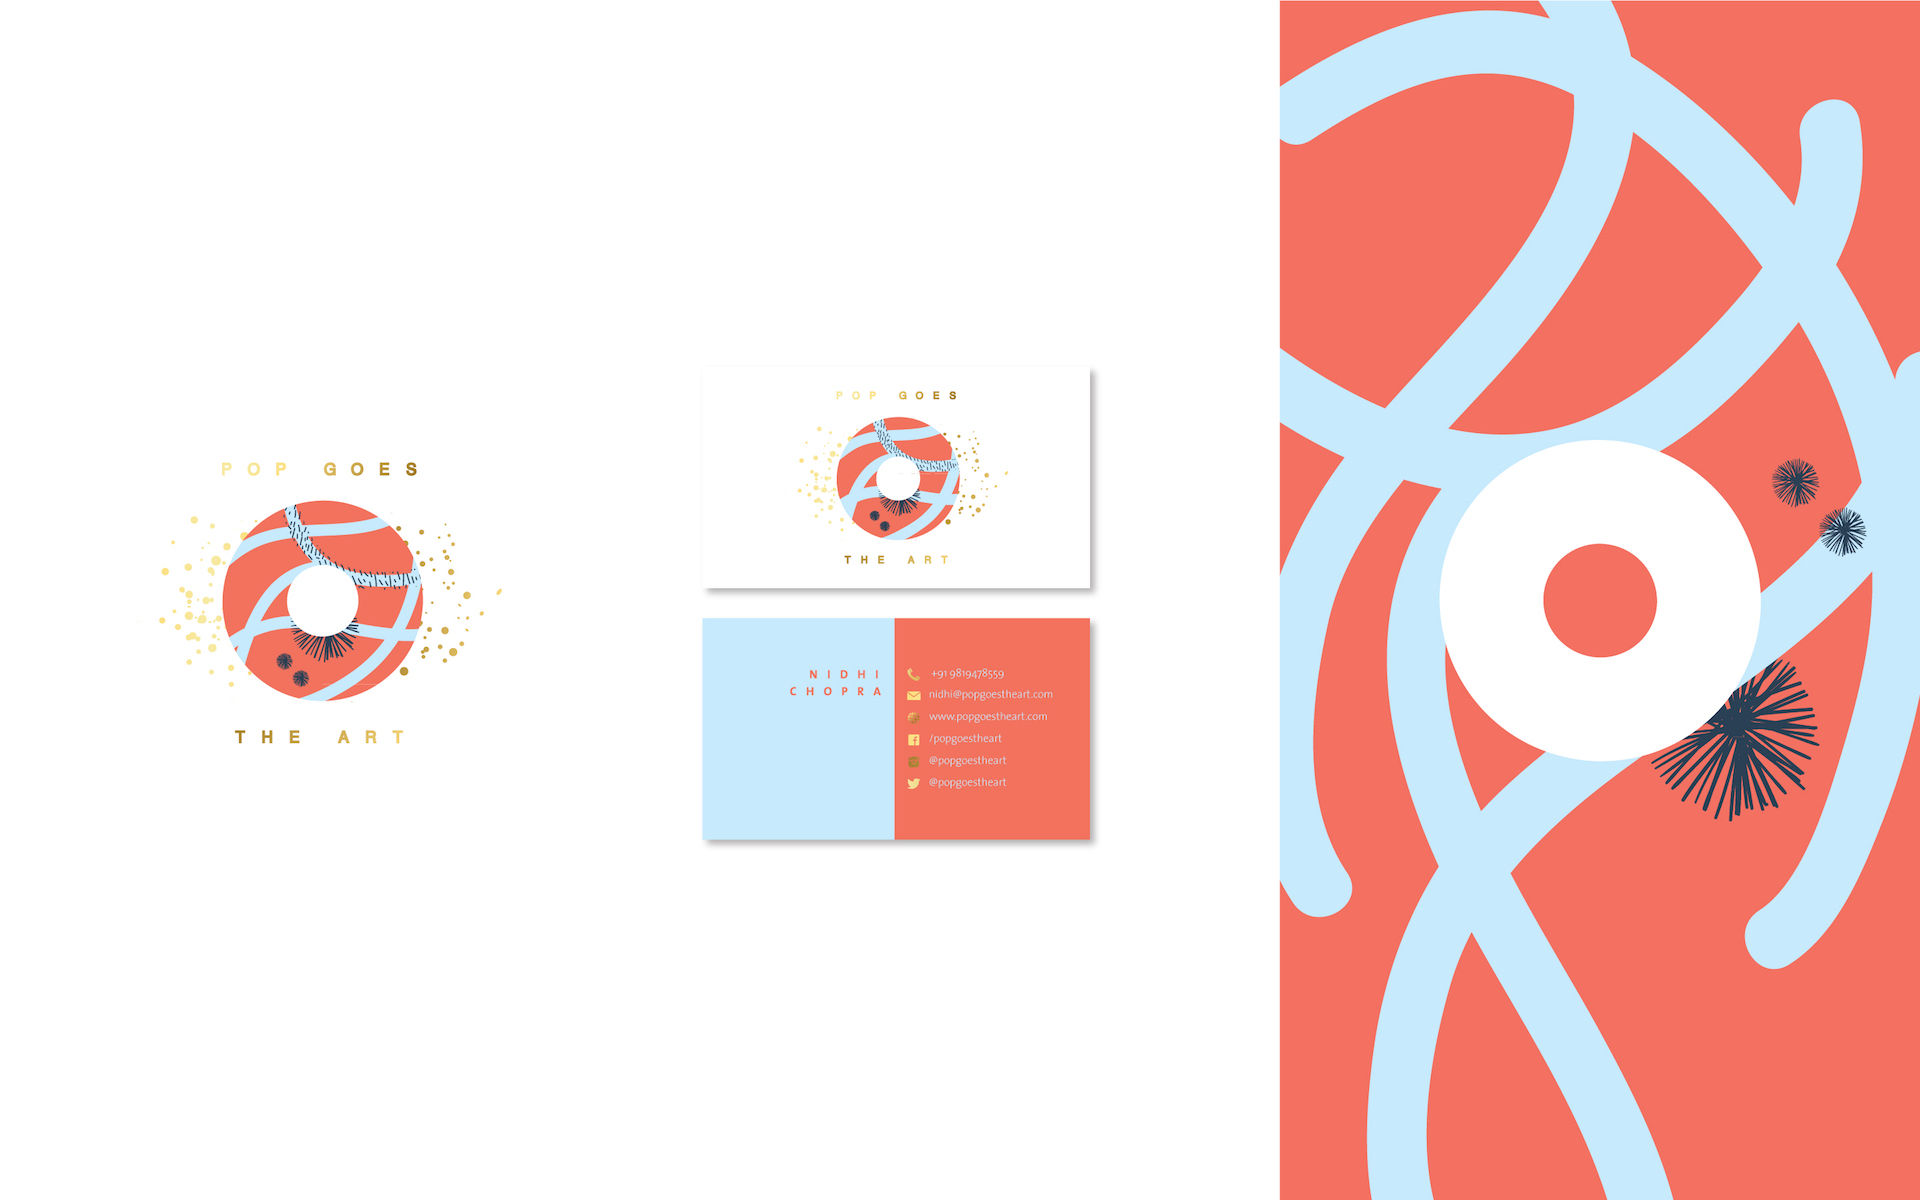 POP GOES
THE ART
POP GOES
THE ART
NIDHI
CHOPRA
+91 9819478559
nidhi@popgoestheart.com
www.popgoestheart.com
/popgoestheart
@popgoestheart
@popgoestheart